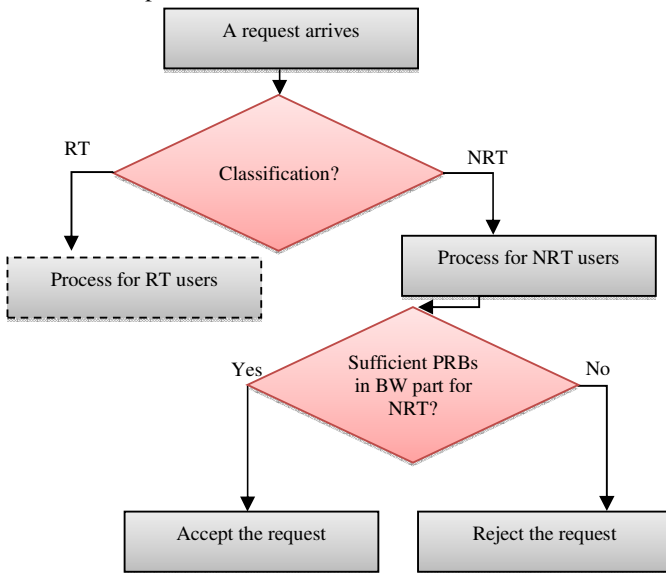 A request arrives
RT
NRT
Classification?
Process for RT users
Process for NRT users
Yes
Sufficient PRBs
in BW part for
NRT?
No
Accept the request
Reject the request